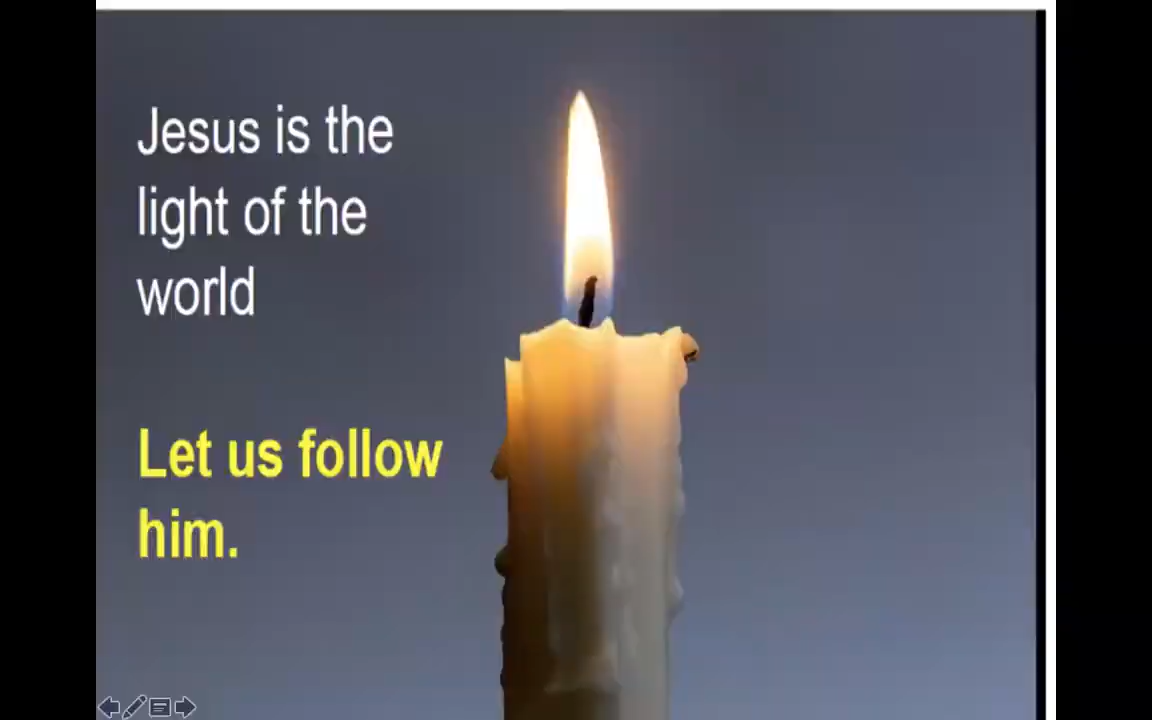 Jesus is the
light of the
world
Let us follow
him.